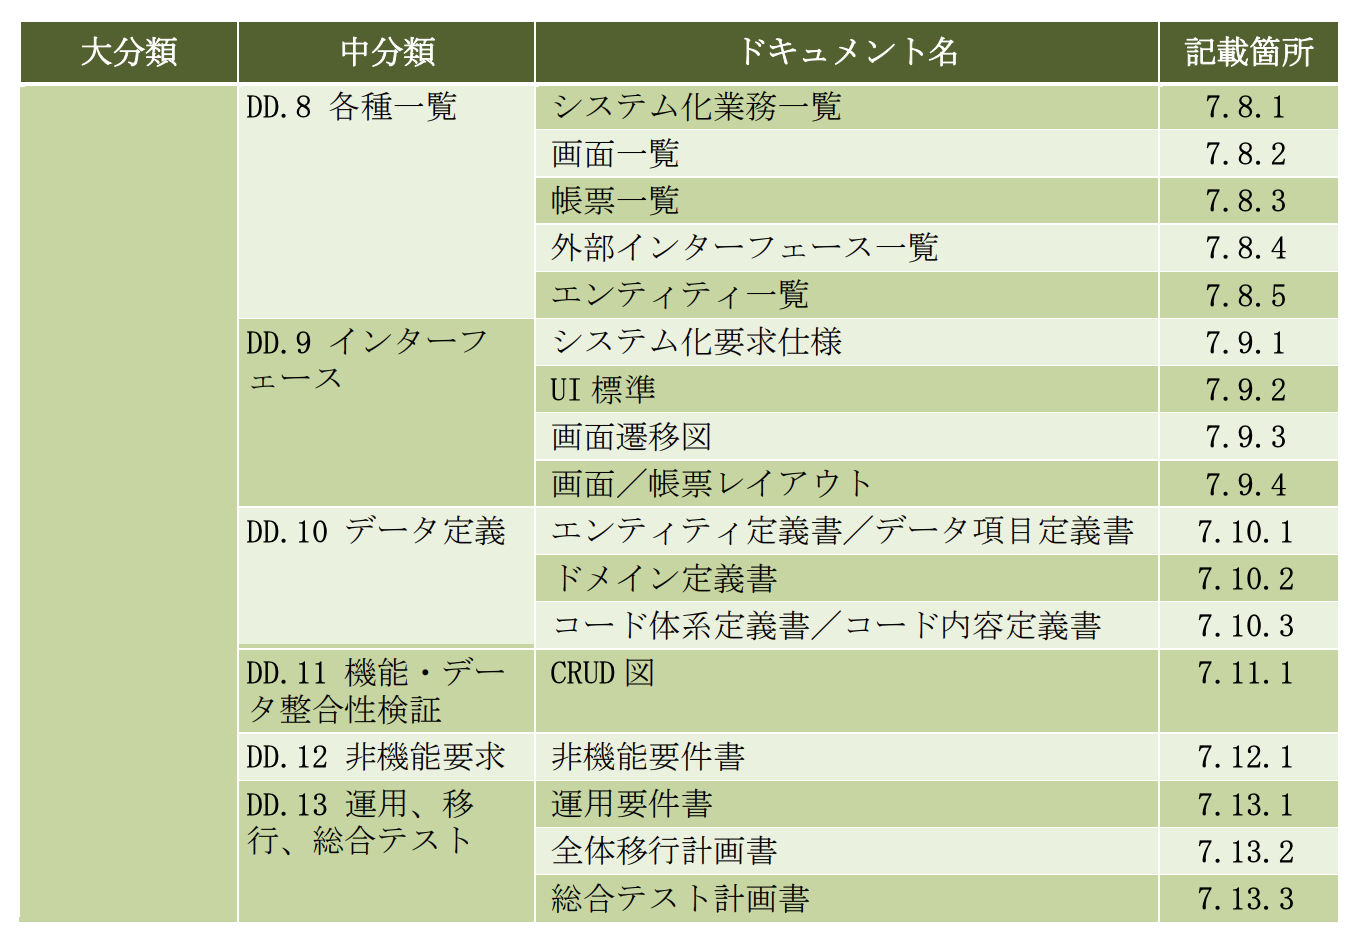 大分類 中分類 ドキュメント名 記載箇所
DD.8 各種一覧 システム化業務一覧 7.8.1
画面一覧 7.8.2
帳票一覧 7.8.3
外部インターフェース一覧 7.8.4
エンティティ一覧 7.8.5
DD.9 インターフ システム化要求仕様 7.9.1
ェース
UI 標準 7.9.2
画面遷移図 7.9.3
画面／帳票レイアウト 7.9.4
DD.10 データ定義 エンティティ定義書／データ項目定義書 7.10.1
ドメイン定義書 7.10.2
コード体系定義書／コード内容定義書 7.10.3
DD.11 機能・デー CRUD 図 7.11.1
タ整合性検証
DD.12 非機能要求 非機能要件書 7.12.1
DD.13 運用、移 運用要件書 7.13.1
行、総合テスト
全体移行計画書 7.13.2
総合テスト計画書 7.13.3